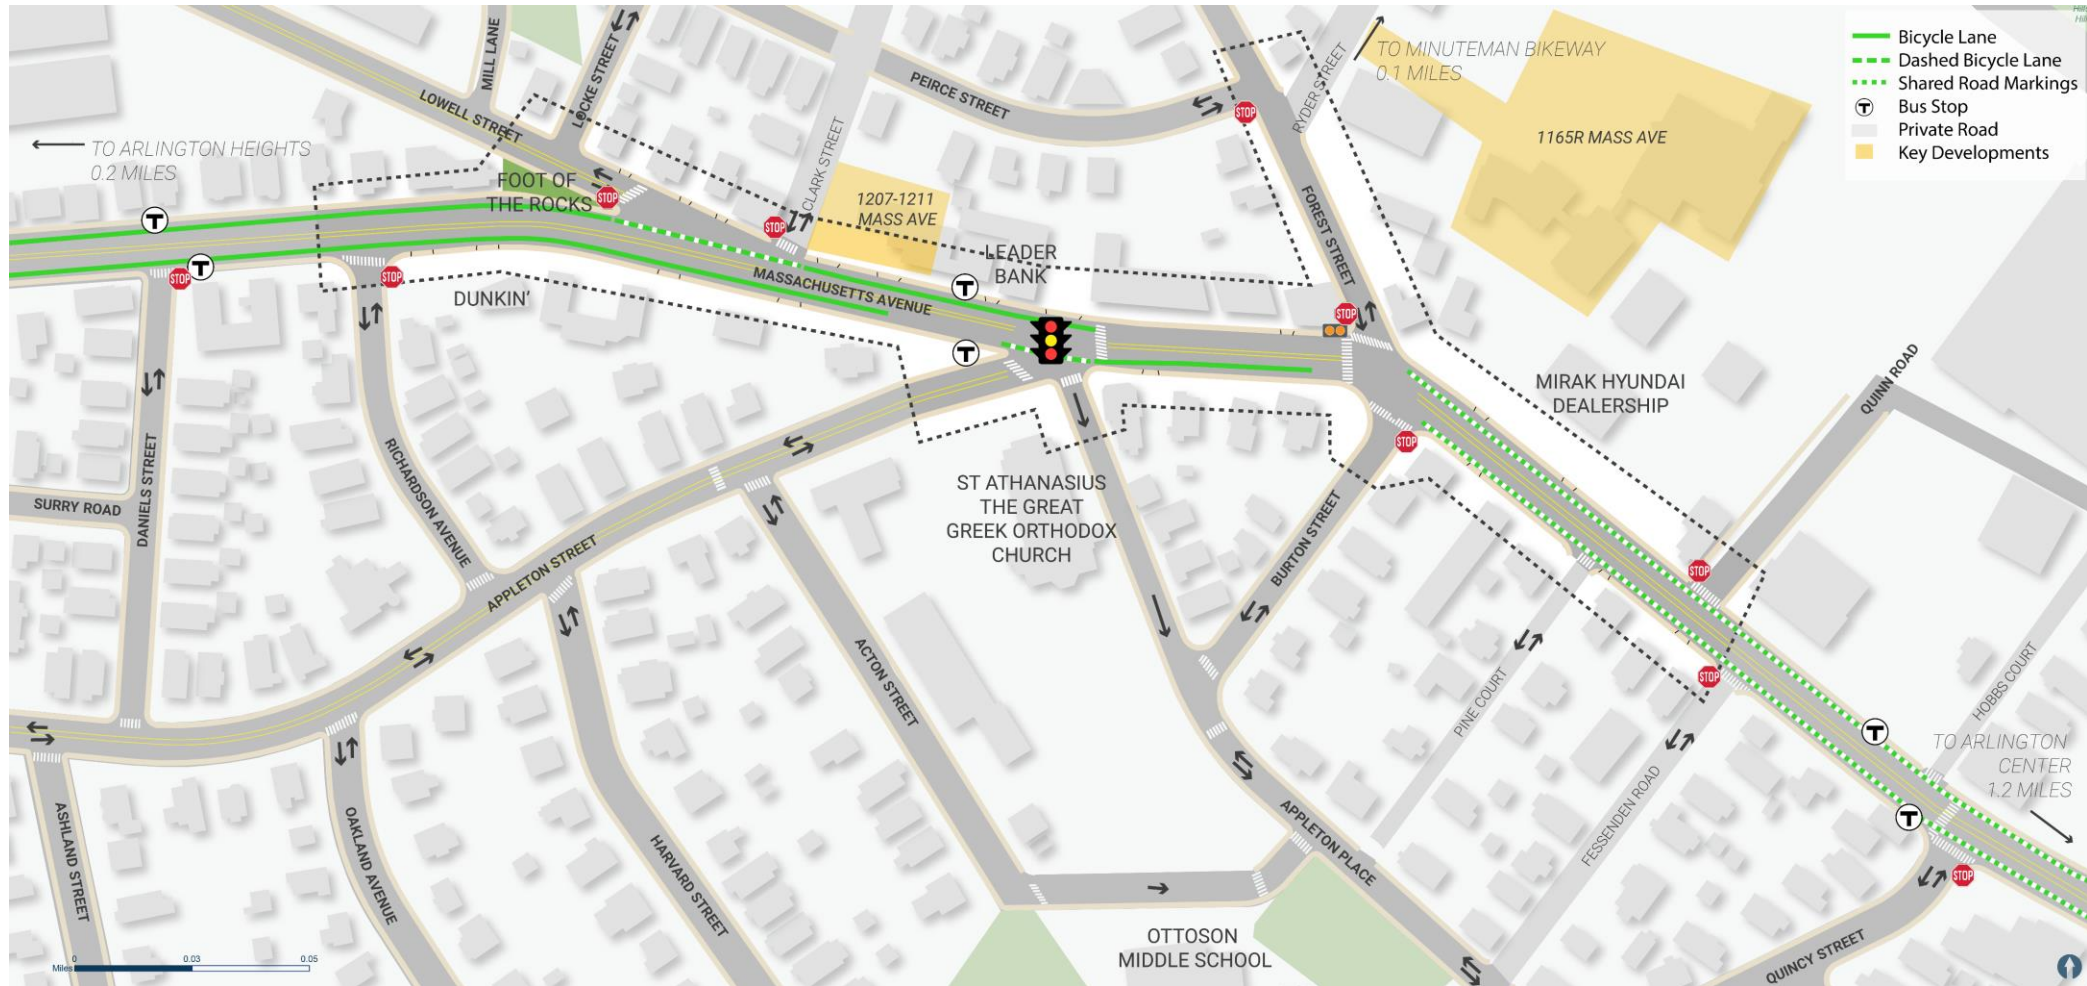 Bicycle Lane
Dashed Bicycle Lane
Shared Road Markings
T Bus Stop
Private Road
Key Developments
TO MINUTEMAN BIKEWAY
0.1 MILES
MILL LANE
LOCKE STREET
LOWELL STREET
PEIRCE STREET
RYDER STREET
1165R MASS AVE
TO ARLINGTON HEIGHTS
0.2 MILES
CLARK STREET
STOP
FOOT OF
THE ROCKS
STOP
1207-1211
MASS AVE
FOREST STREET
T
STOP
STOP
LEADER
BANK
T
STOP
STOP
DUNKIN'
MASSACHUSETTS AVENUE
T
STOP
T
MIRAK HYUNDAI
DEALERSHIP
QUINN ROAD
STOP
DANIELS STREET
SURRY ROAD
RICHARDSON AVENUE
ST ATHANASIUS
THE GREAT
GREEK ORTHODOX
CHURCH
BURTON STREET
APPLETON STREET
STOP
ACTON STREET
PINE COURT
STOP
HOBBS COURT
T
TO ARLINGTON
CENTER
1.2 MILES
FESSENDEN ROAD
T
ASHLAND STREET
OAKLAND AVENUE
HARVARD STREET
APPLETON PLACE
STOP
OTTOSON
MIDDLE SCHOOL
QUINCY STREET
0 0.03 0.05
Miles